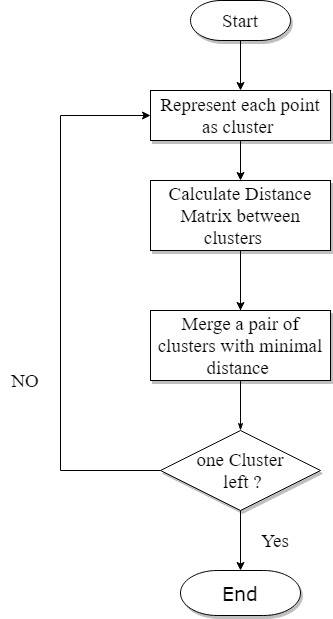 Start
Represent each point
as cluster
Calculate Distance
Matrix between
clusters
Merge a pair of
clusters with minimal
distance
NO
one Cluster
left ?
Yes
End